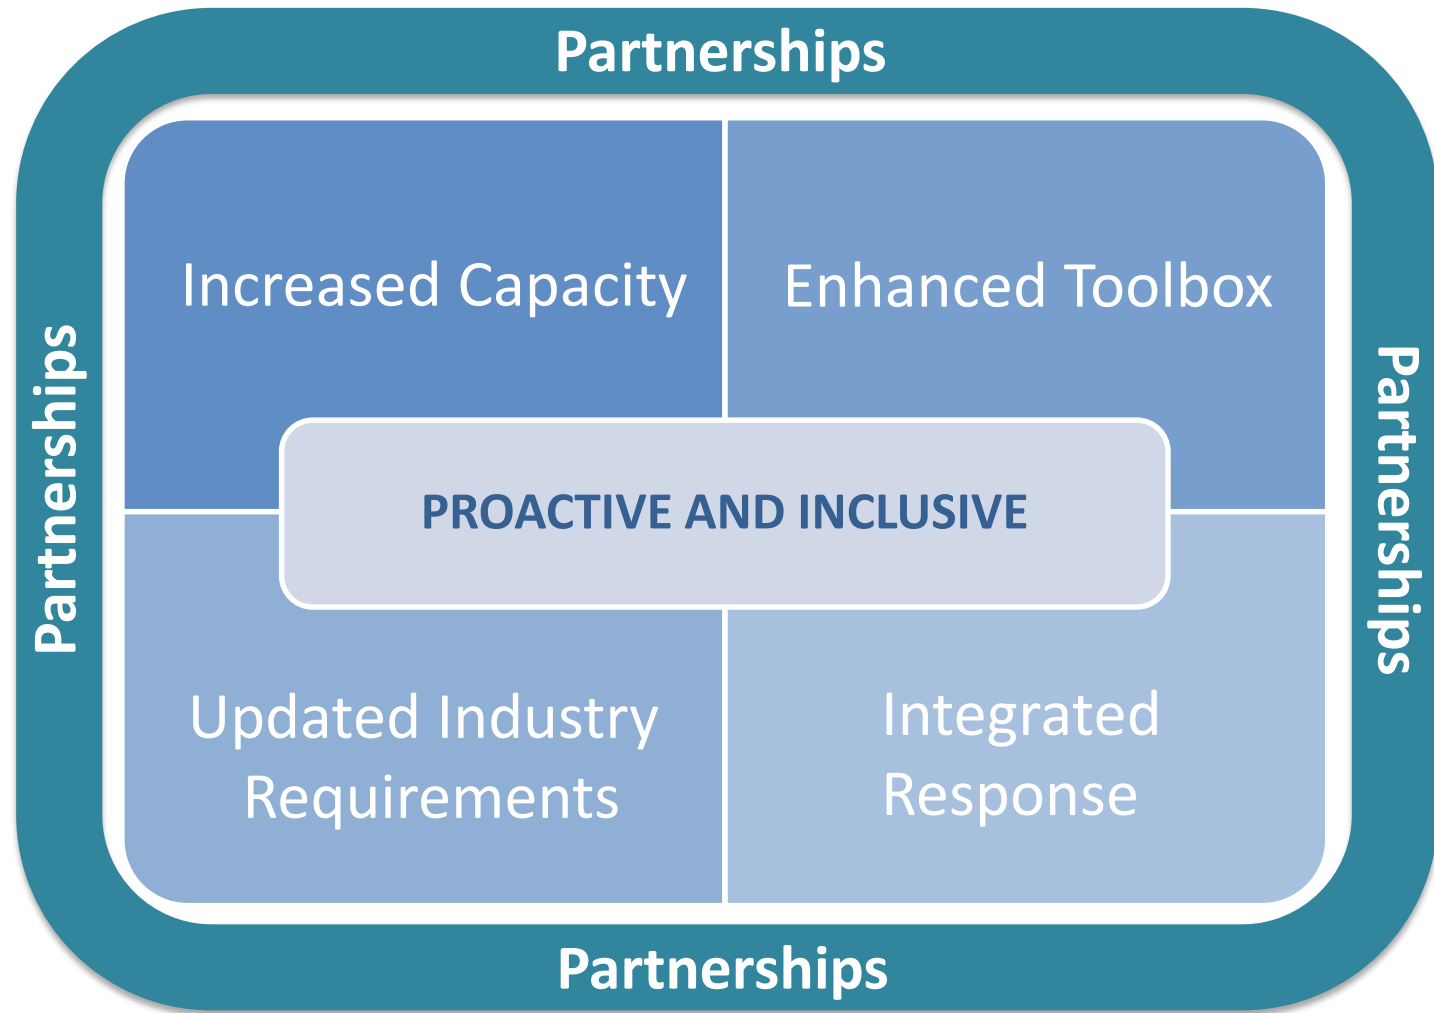 Partnerships
Increased Capacity
Enhanced Toolbox
Partnerships
Partnerships
PROACTIVE AND INCLUSIVE
Updated Industry
Requirements
Integrated
Response
Partnerships